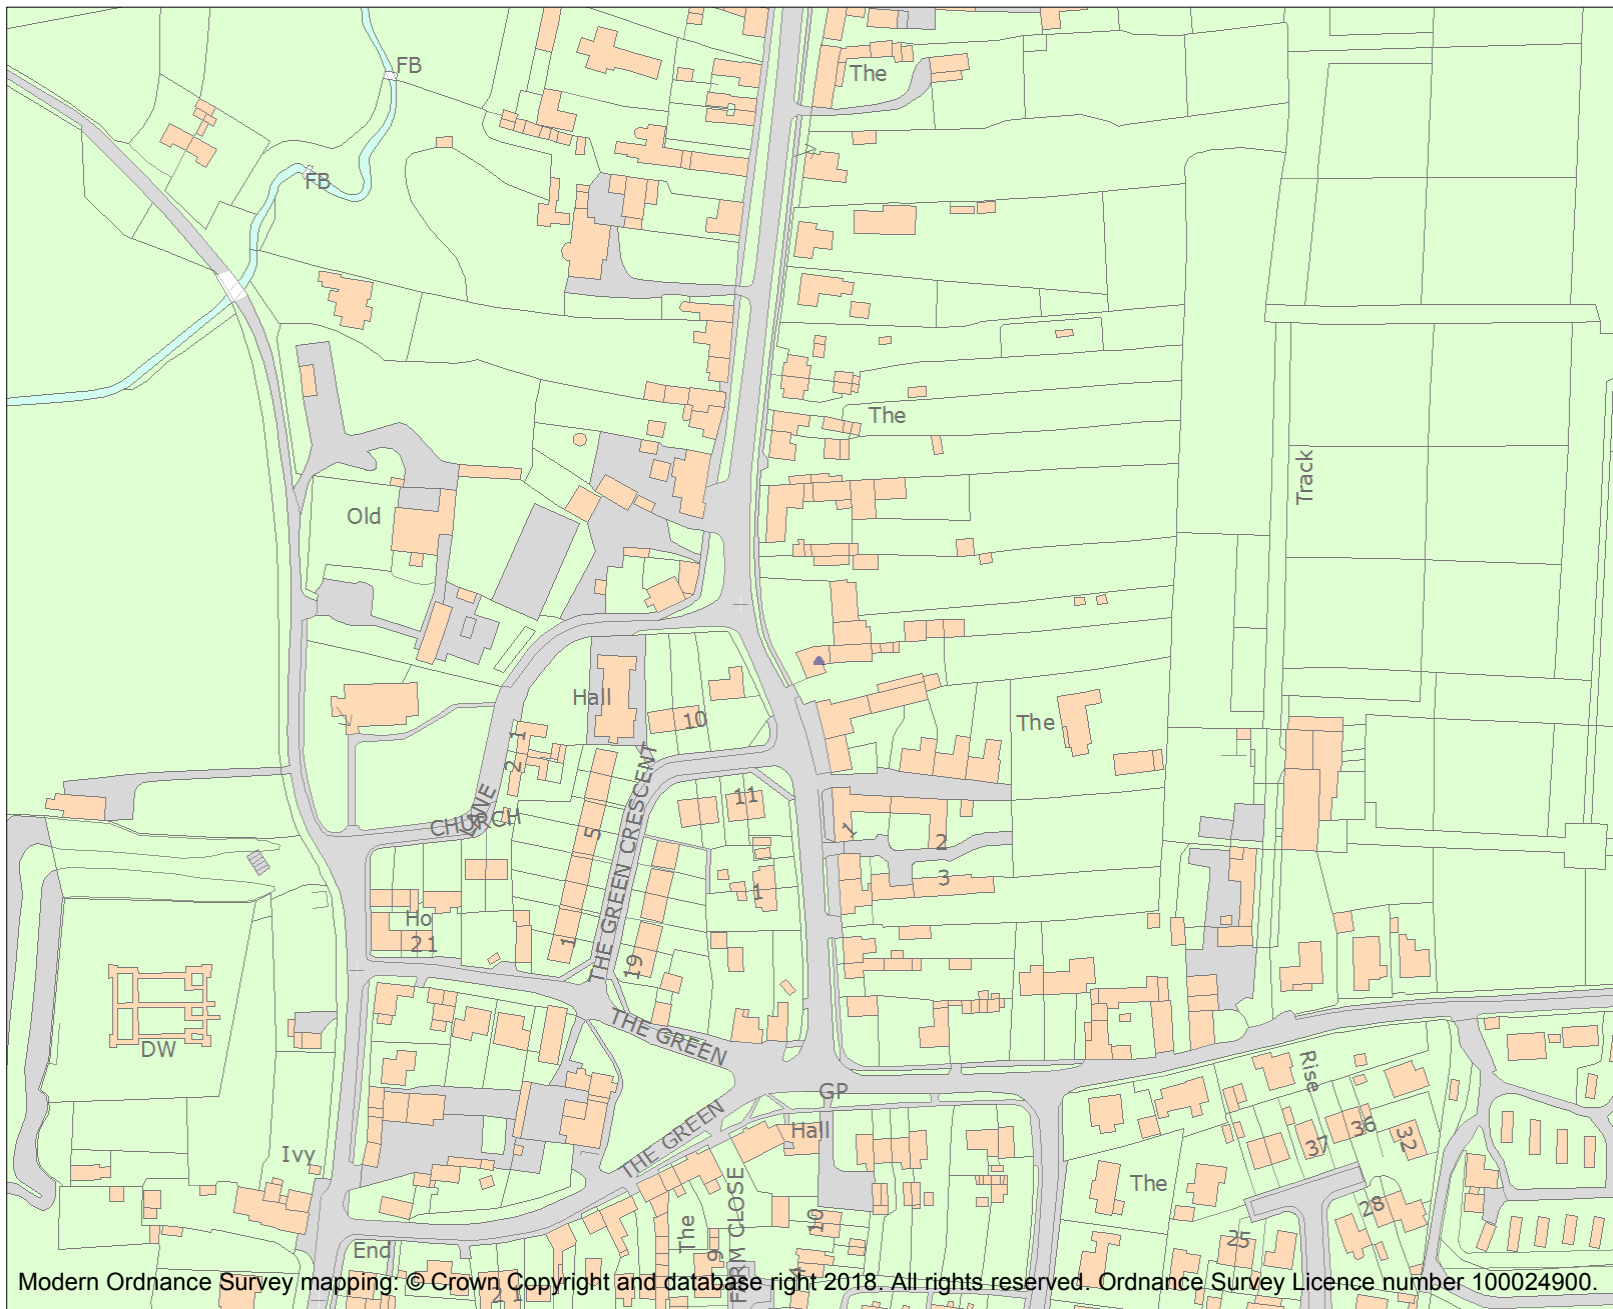 FB
The
FB
The
Track
Old
Hall
10
The
1
2
11
CHURCH
LANE
5
THE GREEN CRESCENT
1
2
3
1
Ho
21
1
19
DW
THE GREEN
GP
Rise
THE GREEN
Hall
37
36
32
Ivy
The
28
10
The
FARM CLOSE
25
End
9
4
21
Modern Ordnance Survey mapping: © Crown Copyright and database right 2018. All rights reserved. Ordnance Survey Licence number 100024900.